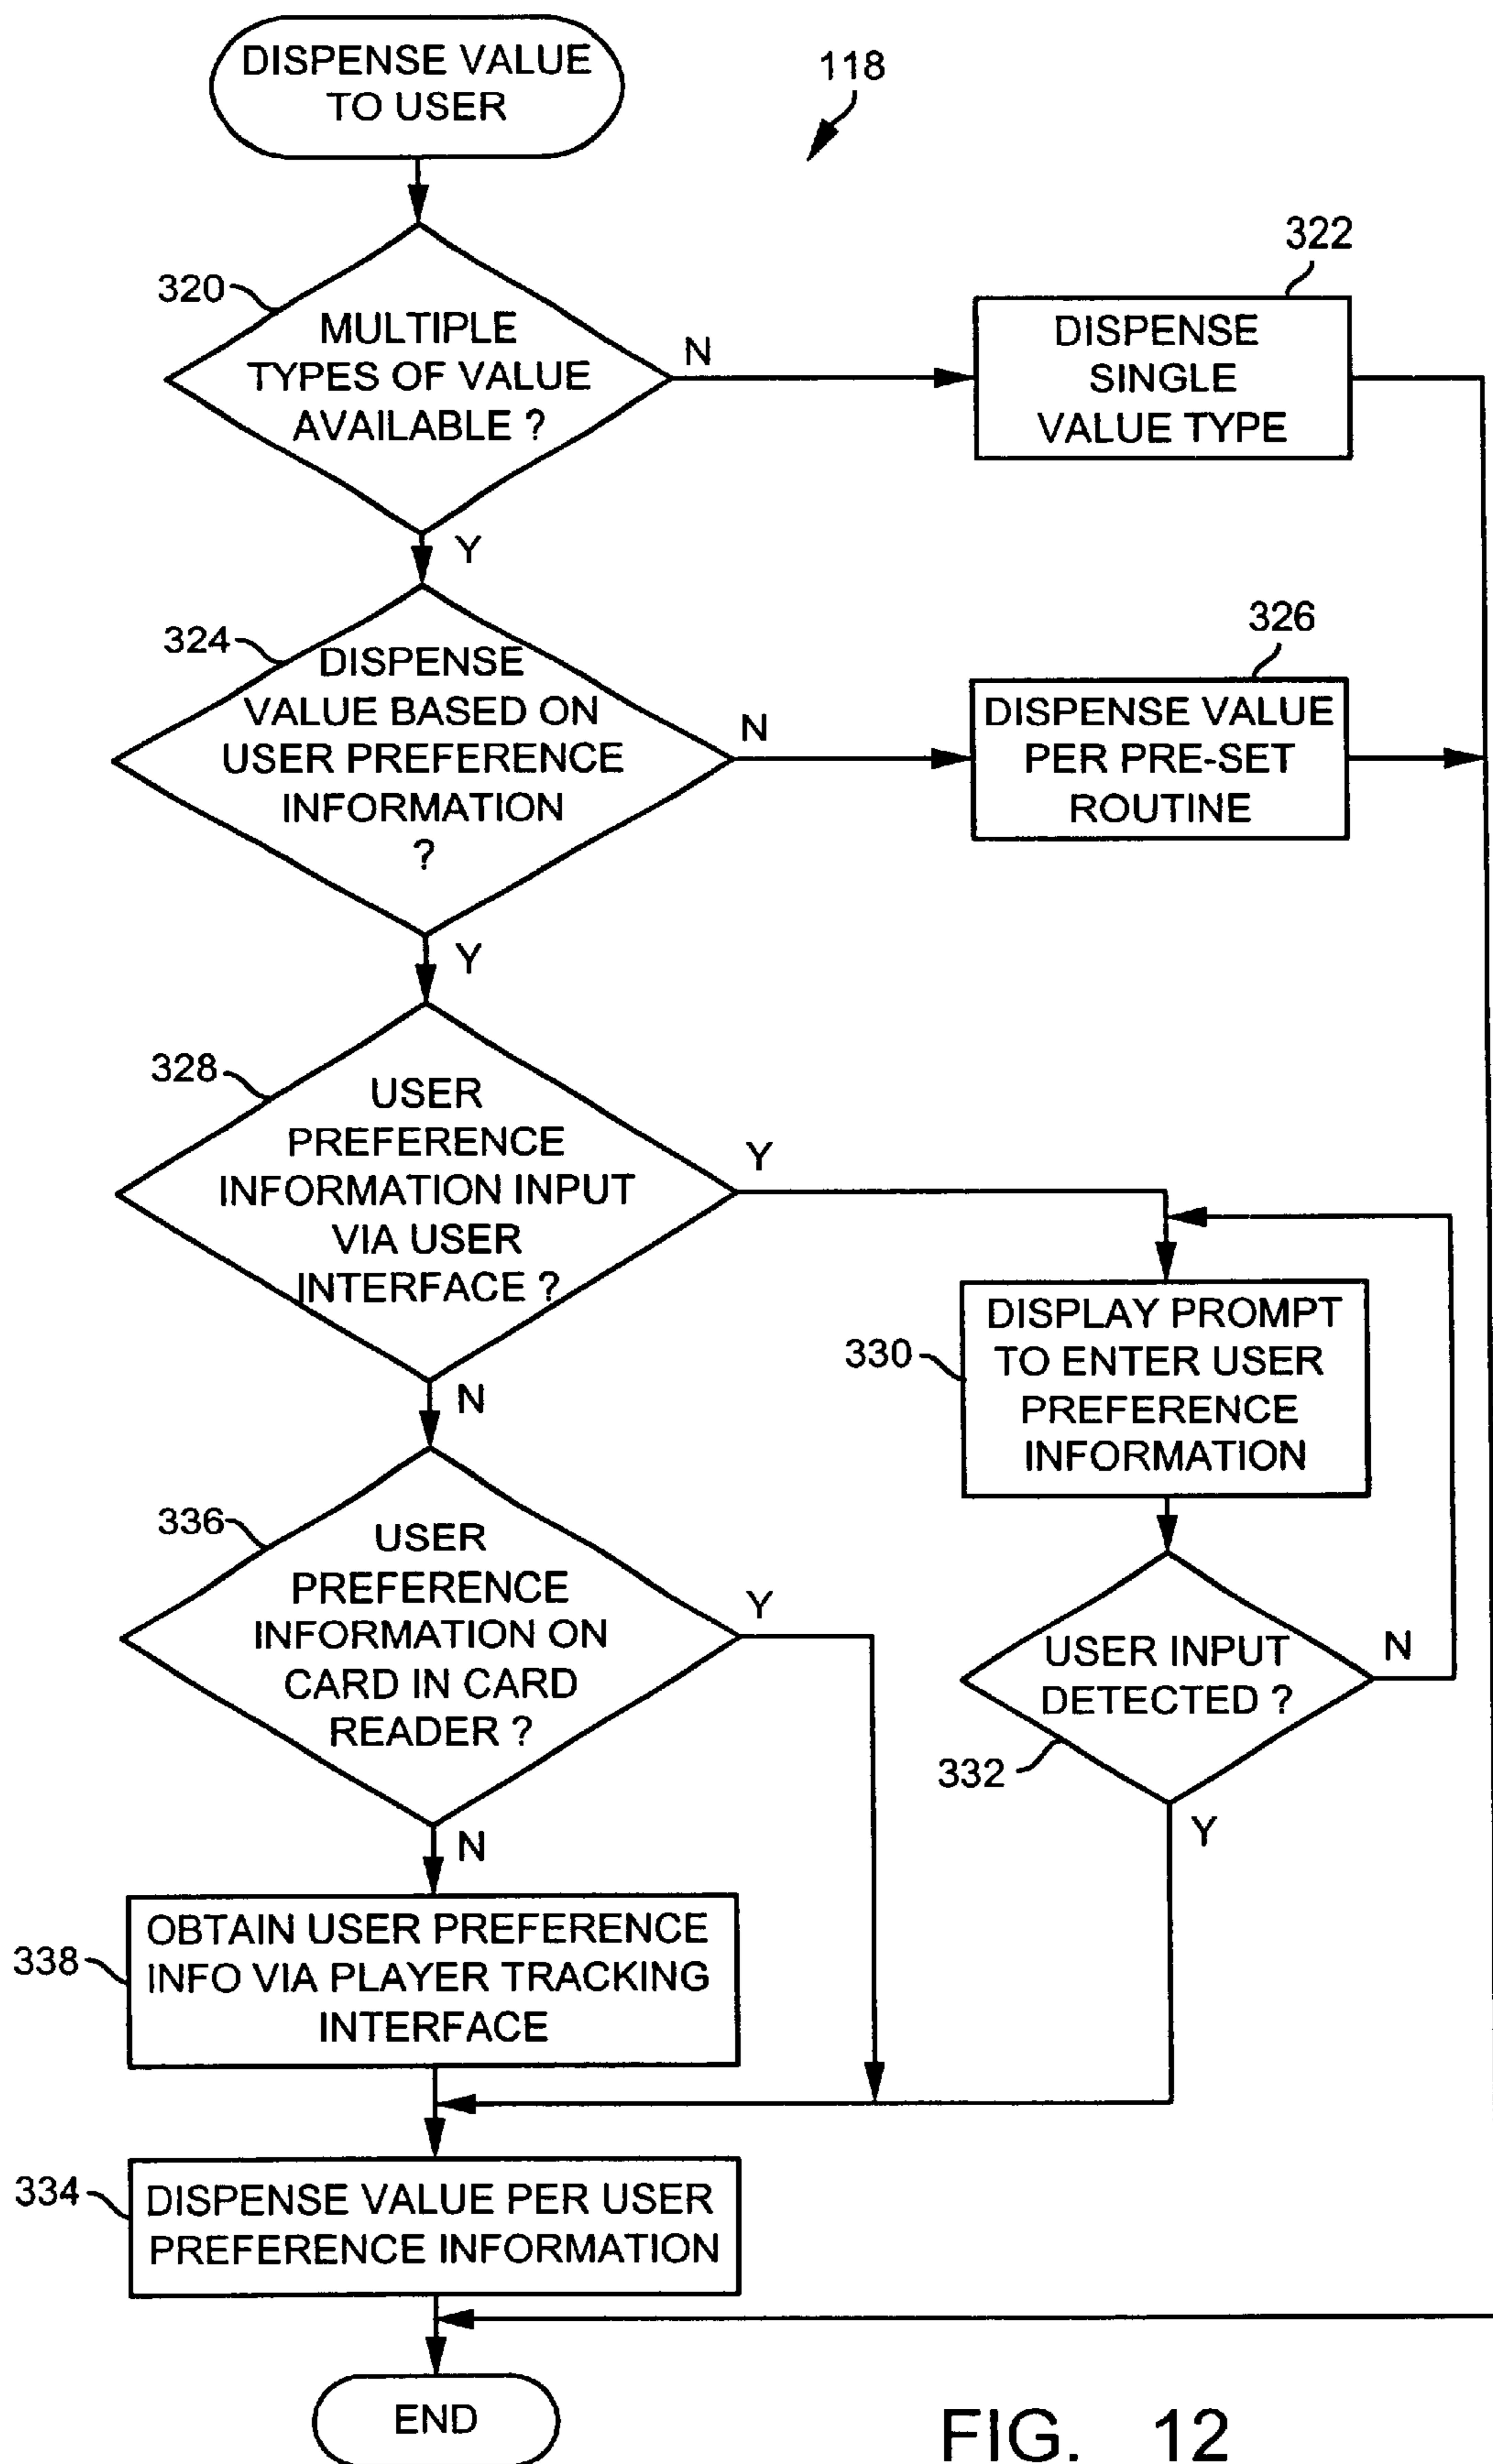 DISPENSE VALUE
TO USER
118
320
MULTIPLE
TYPES OF VALUE
AVAILABLE ?
N
322
DISPENSE
SINGLE
VALUE TYPE
Y
324
DISPENSE
VALUE BASED ON
USER PREFERENCE
INFORMATION
?
N
326
DISPENSE VALUE
PER PRE-SET
ROUTINE
Y
328
USER
PREFERENCE
INFORMATION INPUT
VIA USER
INTERFACE ?
Y
330
DISPLAY PROMPT
TO ENTER USER
PREFERENCE
INFORMATION
N
336
USER
PREFERENCE
INFORMATION ON
CARD IN CARD
READER ?
Y
USER INPUT
DETECTED ?
N
332
Y
N
338
OBTAIN USER PREFERENCE
INFO VIA PLAYER TRACKING
INTERFACE
334
DISPENSE VALUE PER USER
PREFERENCE INFORMATION
END
FIG. 12